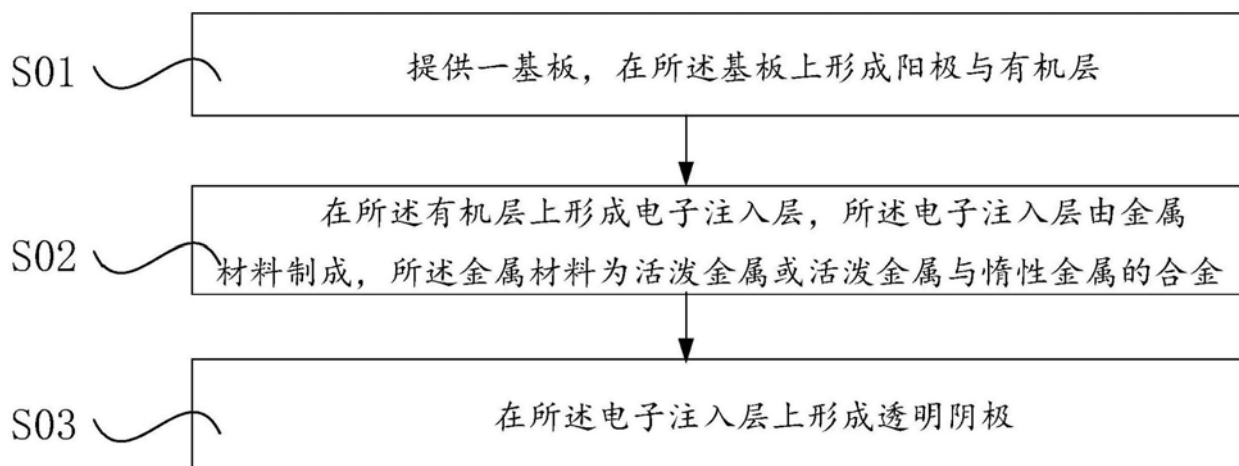 S01
提供一基板，在所述基板上形成阳极与有机层
在所述有机层上形成电子注入层，所述电子注入层由金属
S02
材料制成，所述金属材料为活泼金属或活泼金属与惰性金属的合金
S03
在所述电子注入层上形成透明阴极